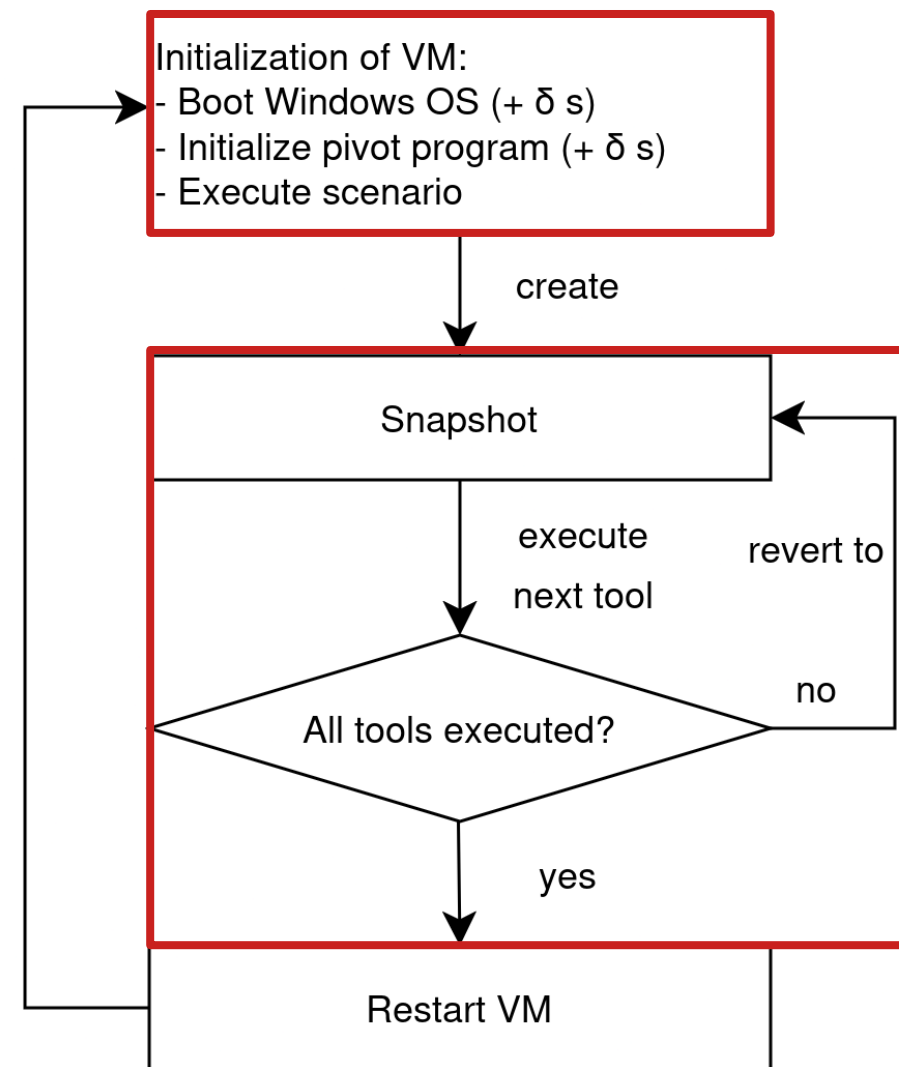 Initialization of VM:
- Boot Windows OS (+ δ s)
- Initialize pivot program (+ δ s)
- Execute scenario
create
Snapshot
execute
next tool
revert to
no
All tools executed?
yes
Restart VM